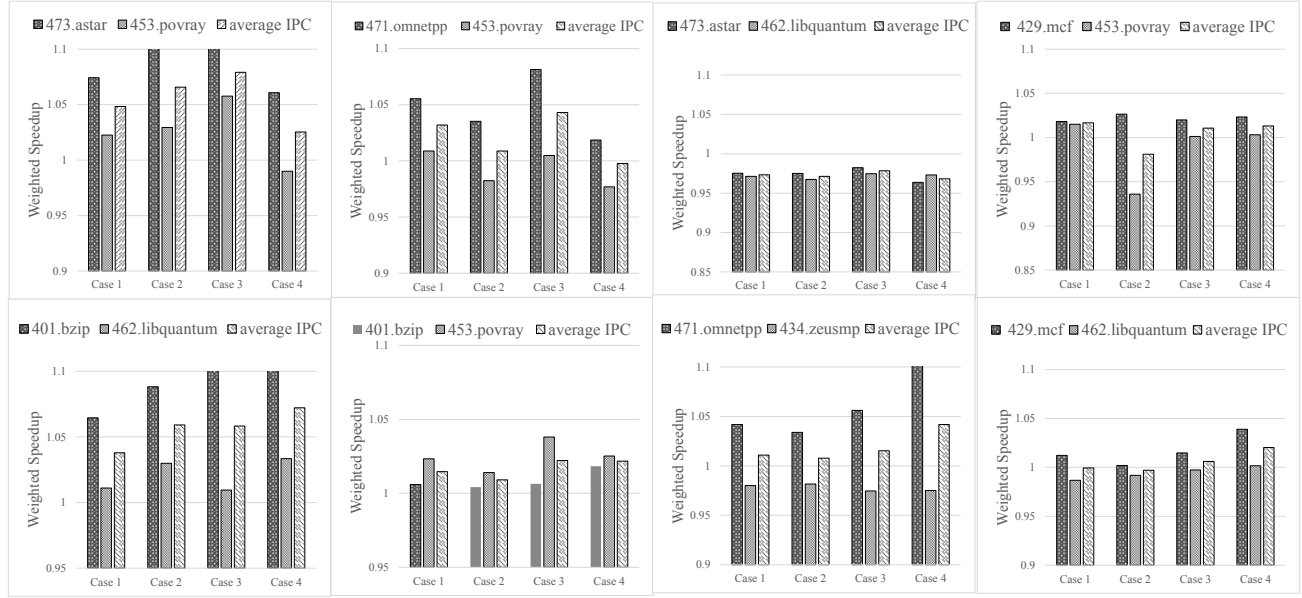 473.astar 453.povray average IPC
1.1
1.05
1
0.95
0.9
Weighted Speedup
Case 1 Case 2 Case 3 Case 4
471.omnetpp 453.povray average IPC
1.1
1.05
1
0.95
0.9
Weighted Speedup
Case 1 Case 2 Case 3 Case 4
473.astar 462.libquantum average IPC
1.1
1.05
1
0.95
0.9
0.85
Weighted Speedup
Case 1 Case 2 Case 3 Case 4
429.mcf 453.povray average IPC
1.1
1.05
1
0.95
0.9
0.85
Weighted Speedup
Case 1 Case 2 Case 3 Case 4
401.bzip 462.libquantum average IPC
1.1
1.05
1
0.95
Weighted Speedup
Case 1 Case 2 Case 3 Case 4
401.bzip 453.povray average IPC
1.1
1.05
1
0.95
Weighted Speedup
Case 1 Case 2 Case 3 Case 4
471.omnetpp 434.zeusmp average IPC
1.1
1.05
1
0.95
0.9
Weighted Speedup
Case 1 Case 2 Case 3 Case 4
429.mcf 462.libquantum average IPC
1.1
1.05
1
0.95
0.9
Weighted Speedup
Case 1 Case 2 Case 3 Case 4